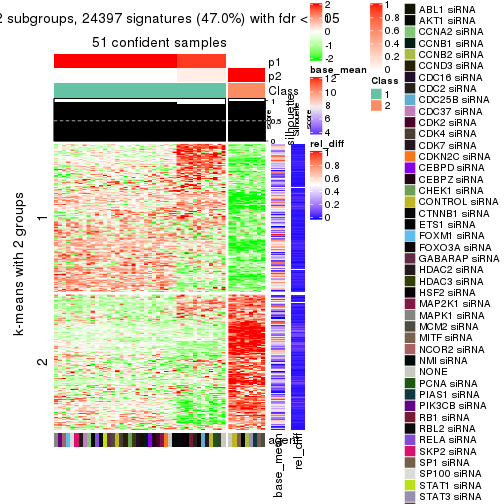 2 subgroups, 24397 signatures (47.0%) with fdr < 0.05
51 confident samples
p1
p2
Class
1
0.5
0
silhouette
score
k-means with 2 groups
1
2
agent
base_mean
rel_diff
2
1
0
-1
-2
base_mean
12
10
8
6
4
rel_diff
1
0.8
0.6
0.4
0.2
0
1
0.8
0.6
0.4
0.2
0
Class
1
2
ABL1 siRNA
AKT1 siRNA
CCNA2 siRNA
CCNB1 siRNA
CCNB2 siRNA
CCND3 siRNA
CDC16 siRNA
CDC2 siRNA
CDC25B siRNA
CDC37 siRNA
CDK2 siRNA
CDK4 siRNA
CDK7 siRNA
CDKN2C siRNA
CEBPD siRNA
CEBPZ siRNA
CHEK1 siRNA
CONTROL siRNA
CTNNB1 siRNA
ETS1 siRNA
FOXM1 siRNA
FOXO3A siRNA
GABARAP siRNA
HDAC2 siRNA
HDAC3 siRNA
HSF2 siRNA
MAP2K1 siRNA
MAPK1 siRNA
MCM2 siRNA
MITF siRNA
NCOR2 siRNA
NMI siRNA
NONE
PCNA siRNA
PIAS1 siRNA
PIK3CB siRNA
RB1 siRNA
RBL2 siRNA
RELA siRNA
SKP2 siRNA
SP1 siRNA
SP100 siRNA
STAT1 siRNA
STAT3 siRNA